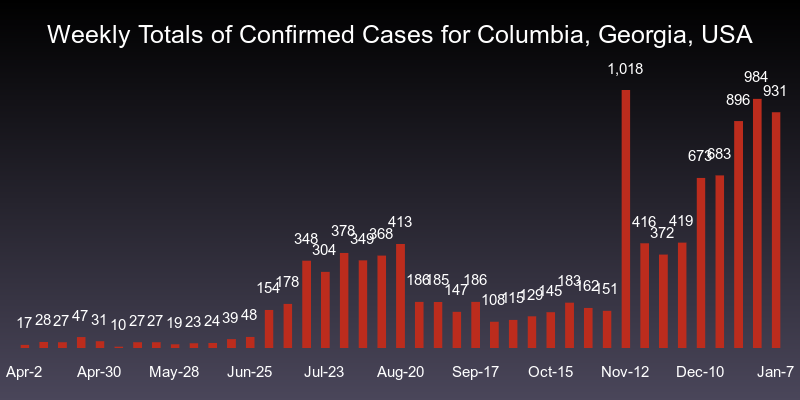 Weekly Totals of Confirmed Cases for Columbia, Georgia, USA
17 28 27 47 31 10 27 27 19 23 24 39 48 154 178 348 304 378 349 368 413 186 185 147 186 108 115 129 145 183 162 151 1,018 416 372 419 673 683 896 984 931
Apr-2 Apr-30 May-28 Jun-25 Jul-23 Aug-20 Sep-17 Oct-15 Nov-12 Dec-10 Jan-7